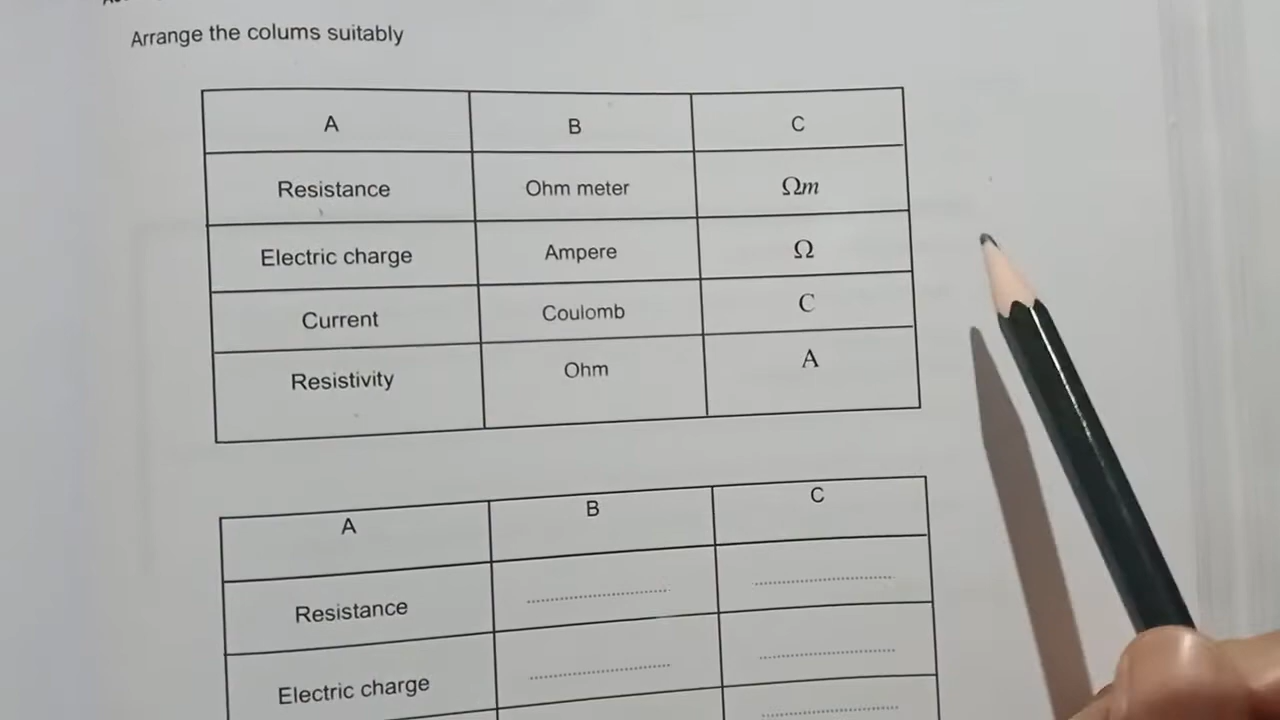 Arrange the colums suitably
A B C
Resistance Ohm meter Ωm
Electric charge Ampere Ω
Current Coulomb C
Resistivity Ohm A
A B C
Resistance ........................ ........................
Electric charge ........................ ........................
........................